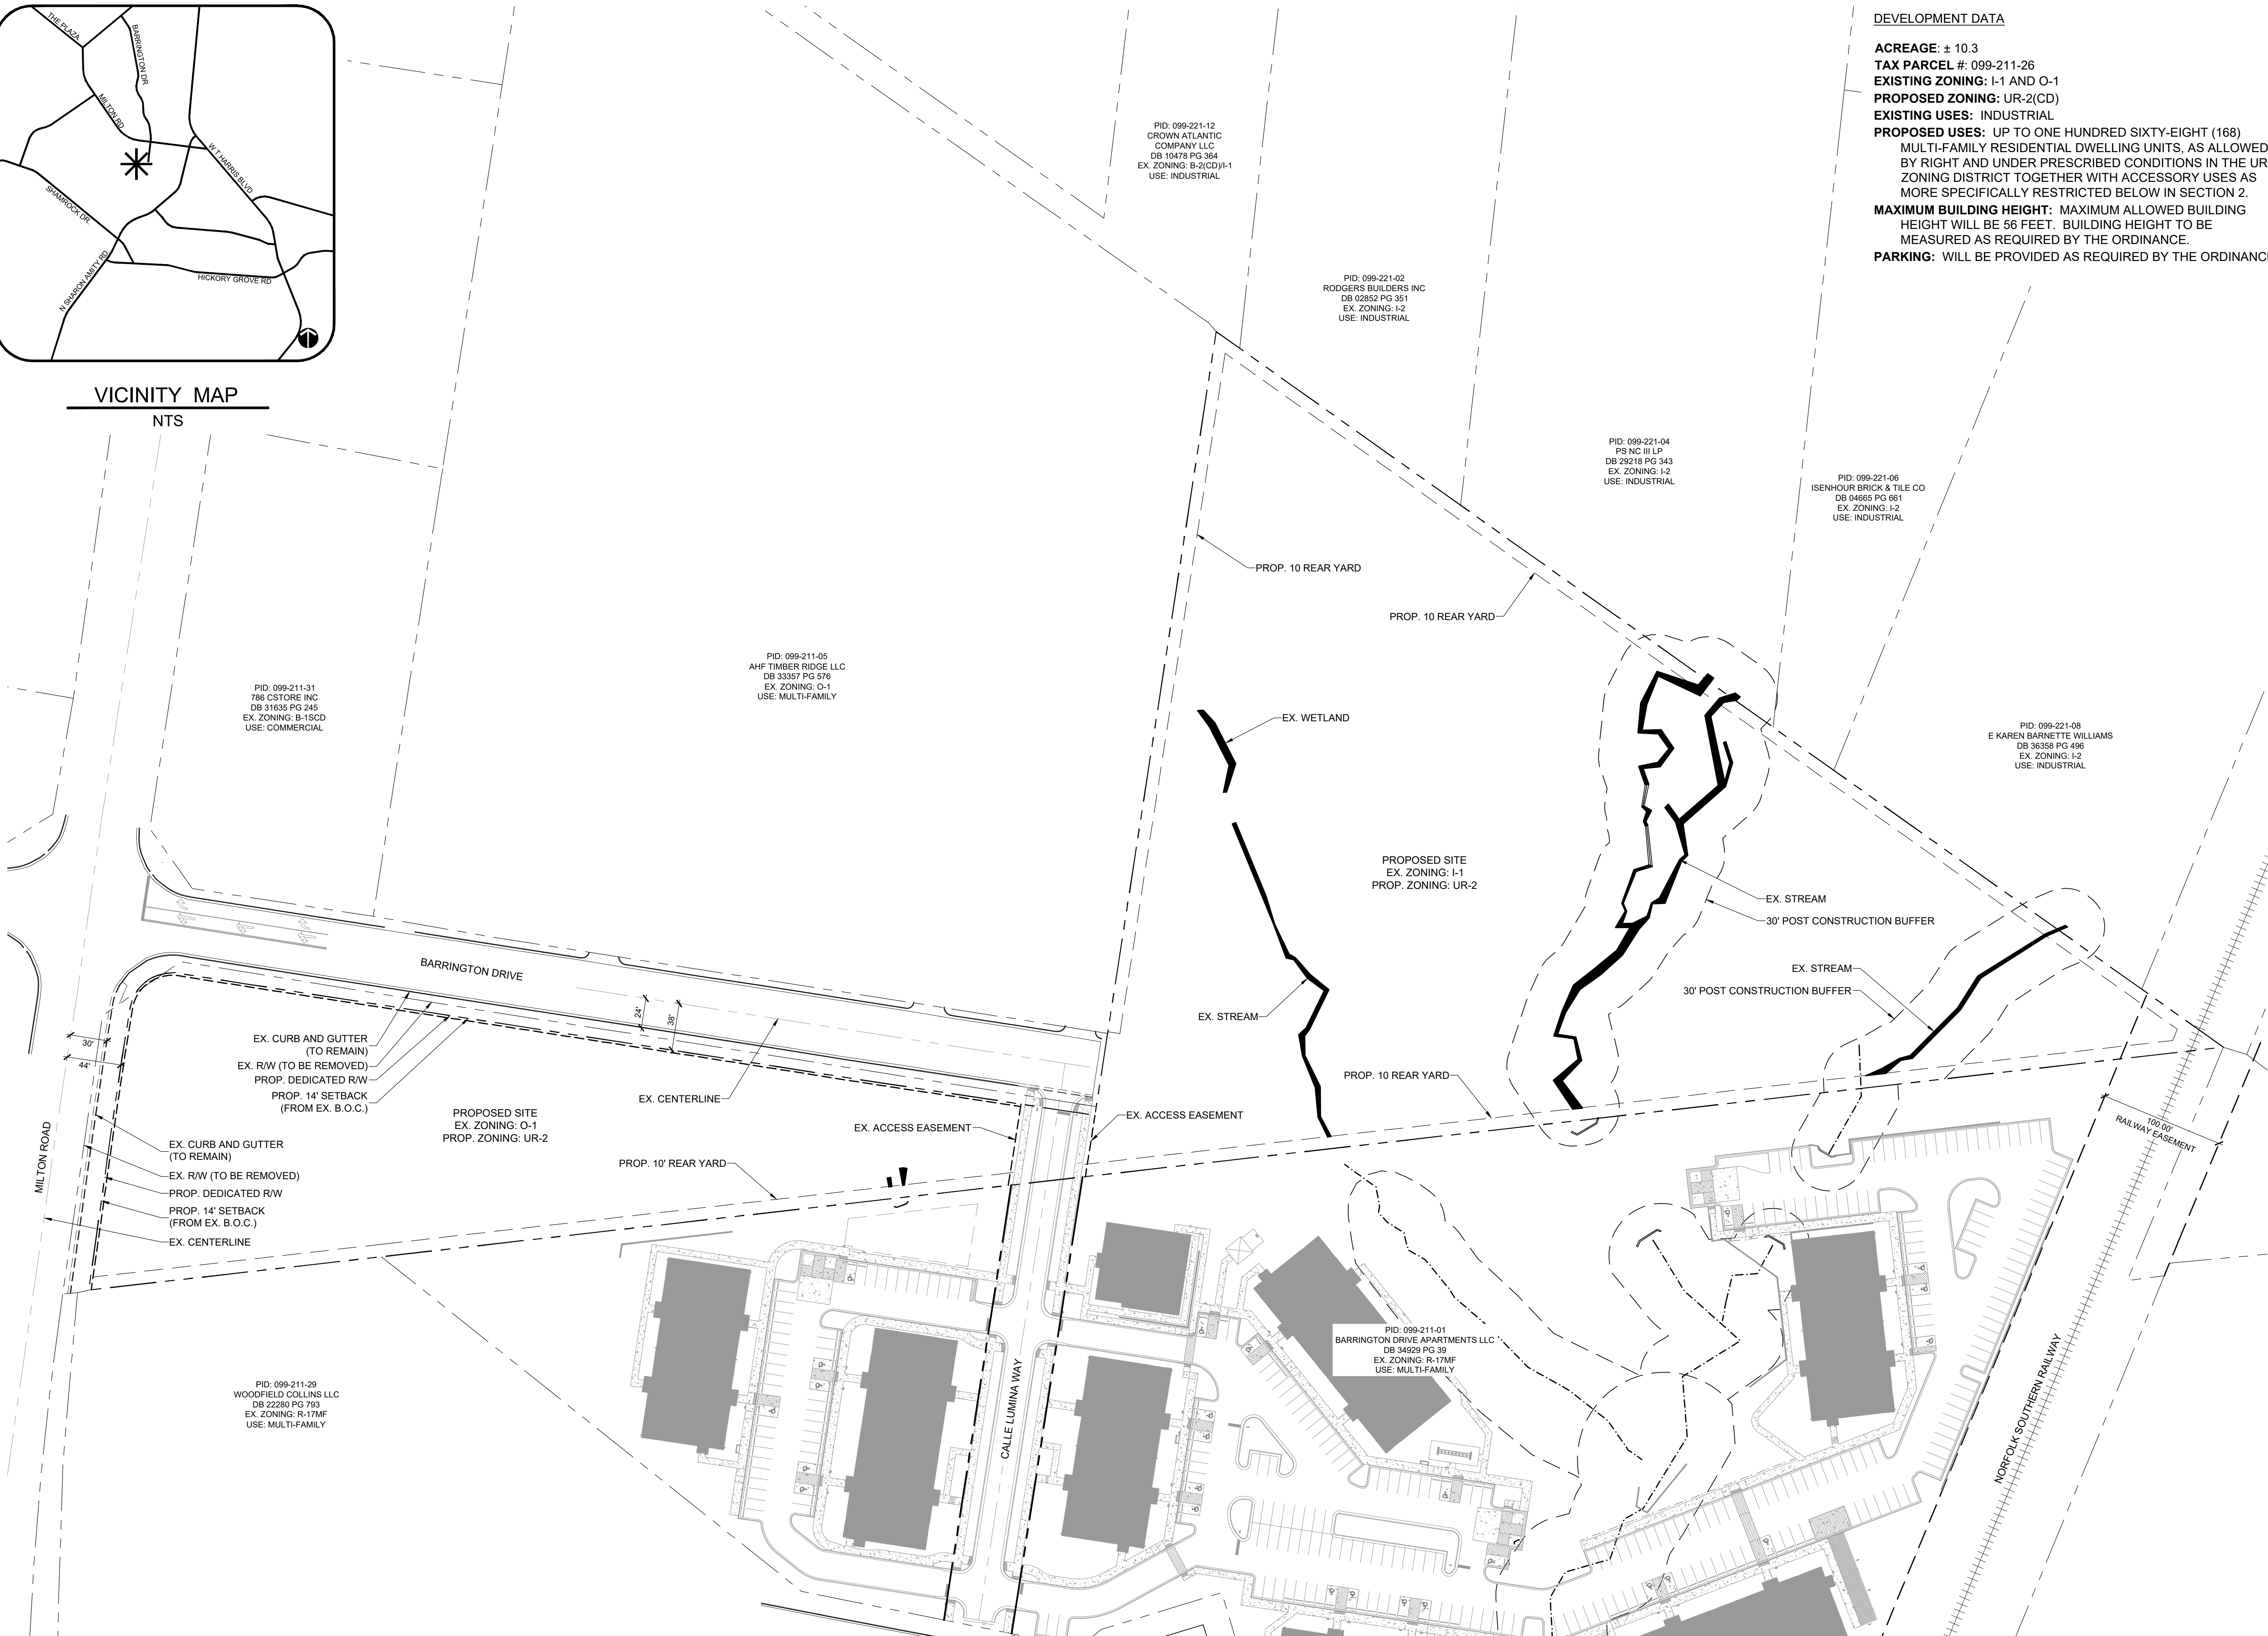 THE PLAZA
BARRINGTON DR
MILTON RD
W T HARRIS BLVD
SHAMROCK DR.
N SHARON AMITY RD
HICKORY GROVE RD
VICINITY MAP
NTS
DEVELOPMENT DATA
ACREAGE: ± 10.3
TAX PARCEL #: 099-211-26
EXISTING ZONING: I-1 AND O-1
PROPOSED ZONING: UR-2(CD)
EXISTING USES: INDUSTRIAL
PROPOSED USES: UP TO ONE HUNDRED SIXTY-EIGHT (168)
MULTI-FAMILY RESIDENTIAL DWELLING UNITS, AS ALLOWED
BY RIGHT AND UNDER PRESCRIBED CONDITIONS IN THE UR
ZONING DISTRICT TOGETHER WITH ACCESSORY USES AS
MORE SPECIFICALLY RESTRICTED BELOW IN SECTION 2.
MAXIMUM BUILDING HEIGHT: MAXIMUM ALLOWED BUILDING
HEIGHT WILL BE 56 FEET. BUILDING HEIGHT TO BE
MEASURED AS REQUIRED BY THE ORDINANCE.
PARKING: WILL BE PROVIDED AS REQUIRED BY THE ORDINANC
PID: 099-221-12
CROWN ATLANTIC
COMPANY LLC
DB 10478 PG 364
EX. ZONING: B-2(CD)/I-1
USE: INDUSTRIAL
PID: 099-221-02
RODGERS BUILDERS INC
DB 02852 PG 351
EX. ZONING: I-2
USE: INDUSTRIAL
PID: 099-221-04
PS NC III LP
DB 29218 PG 343
EX. ZONING: I-2
USE: INDUSTRIAL
PID: 099-221-06
ISENHOUR BRICK & TILE CO
DB 04665 PG 661
EX. ZONING: I-2
USE: INDUSTRIAL
PROP. 10 REAR YARD
PROP. 10 REAR YARD
PID: 099-211-31
786 CSTORE INC
DB 31635 PG 245
EX. ZONING: B-1SCD
USE: COMMERCIAL
PID: 099-211-05
AHF TIMBER RIDGE LLC
DB 33357 PG 576
EX. ZONING: O-1
USE: MULTI-FAMILY
EX. WETLAND
PID: 099-221-08
E KAREN BARNETTE WILLIAMS
DB 36358 PG 496
EX. ZONING: I-2
USE: INDUSTRIAL
PROPOSED SITE
EX. ZONING: I-1
PROP. ZONING: UR-2
EX. STREAM
30' POST CONSTRUCTION BUFFER
EX. STREAM
30' POST CONSTRUCTION BUFFER
BARRINGTON DRIVE
24'
38'
EX. STREAM
30'
44'
EX. CURB AND GUTTER
(TO REMAIN)
EX. R/W (TO BE REMOVED)
PROP. DEDICATED R/W
PROP. 14' SETBACK
(FROM EX. B.O.C.)
EX. CENTERLINE
PROP. 10 REAR YARD
PROPOSED SITE
EX. ZONING: O-1
PROP. ZONING: UR-2
EX. ACCESS EASEMENT
EX. ACCESS EASEMENT
100.00'
RAILWAY EASEMENT
MILTON ROAD
EX. CURB AND GUTTER
(TO REMAIN)
EX. R/W (TO BE REMOVED)
PROP. DEDICATED R/W
PROP. 14' SETBACK
(FROM EX. B.O.C.)
EX. CENTERLINE
PROP. 10' REAR YARD
PID: 099-211-29
WOODFIELD COLLINS LLC
DB 22280 PG 793
EX. ZONING: R-17MF
USE: MULTI-FAMILY
CALLE LUMINA WAY
PID: 099-211-01
BARRINGTON DRIVE APARTMENTS LLC
DB 34929 PG 39
EX. ZONING: R-17MF
USE: MULTI-FAMILY
NORFOLK SOUTHERN RAILWAY